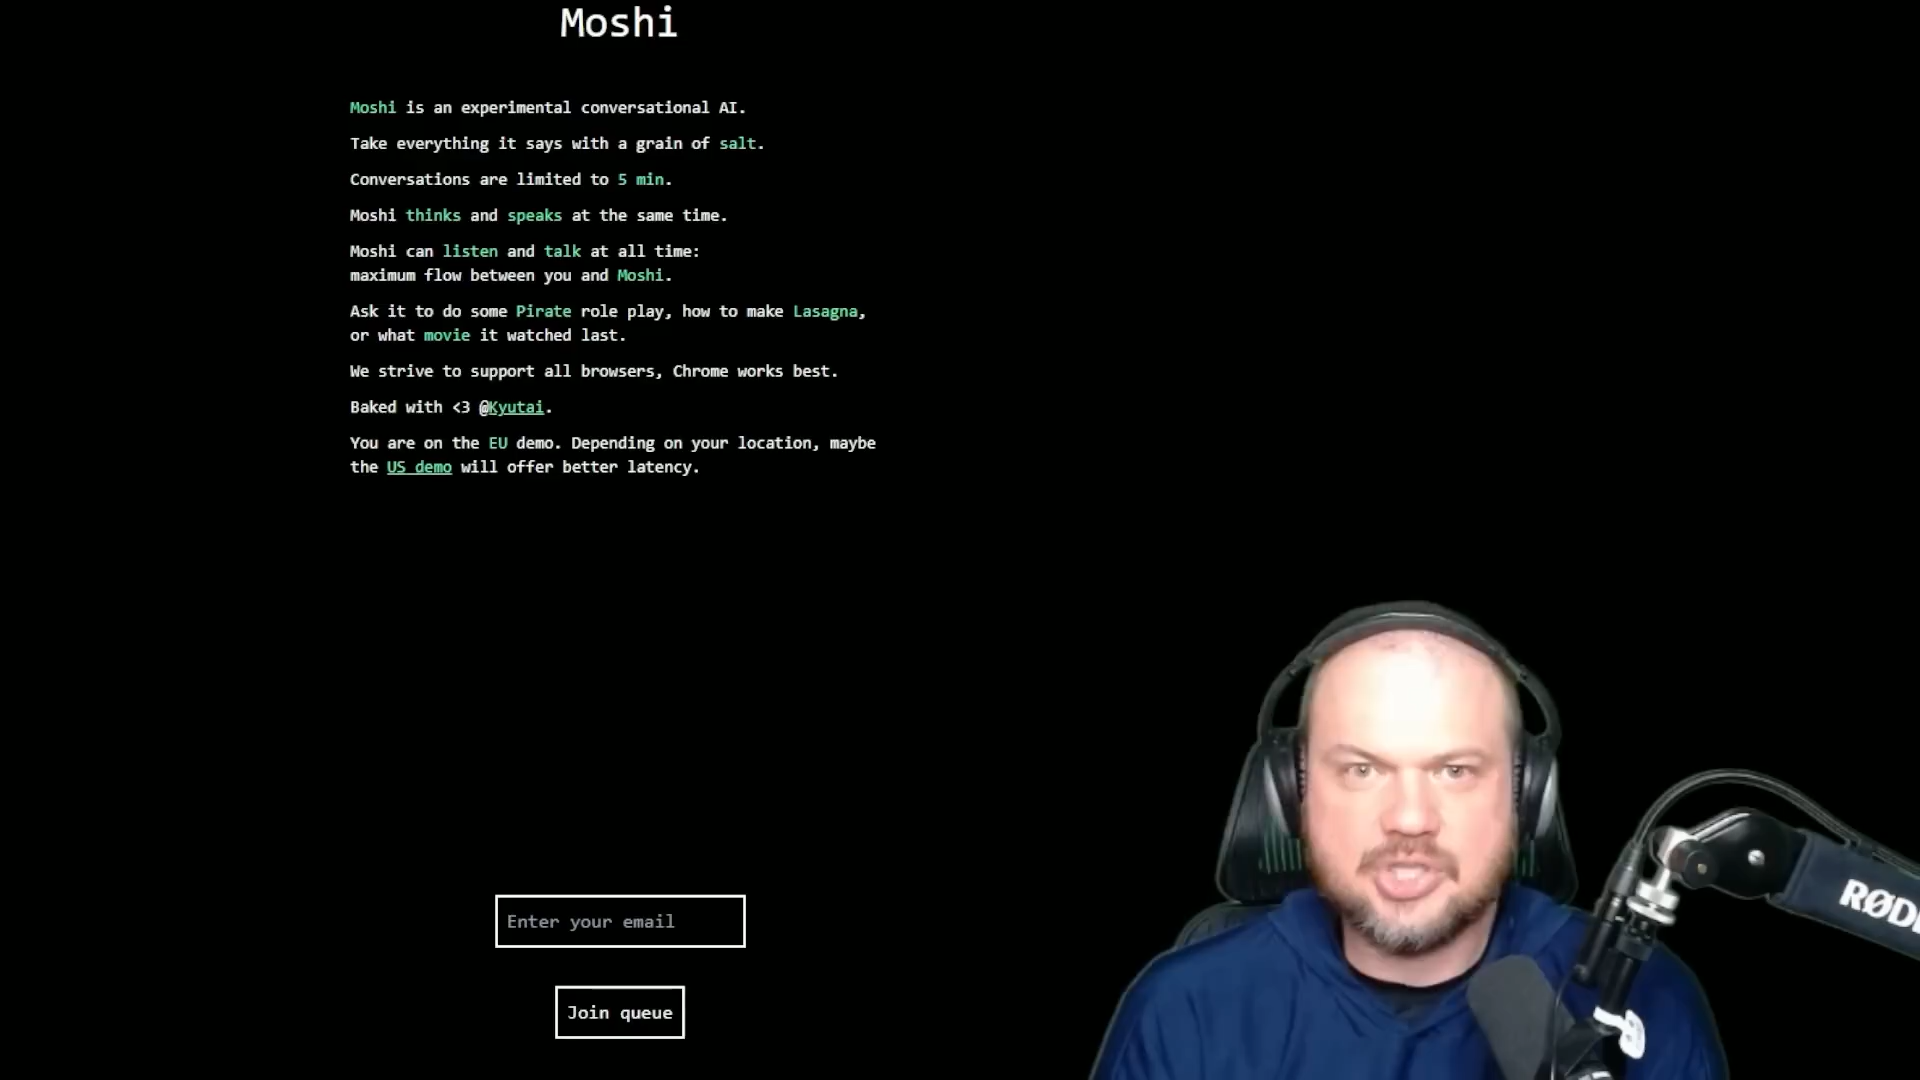 Moshi
Moshi is an experimental conversational AI.
Take everything it says with a grain of salt.
Conversations are limited to 5 min.
Moshi thinks and speaks at the same time.
Moshi can listen and talk at all time:
maximum flow between you and Moshi.
Ask it to do some Pirate role play, how to make Lasagna,
or what movie it watched last.
We strive to support all browsers, Chrome works best.
Baked with <3 @Kyutai.
You are on the EU demo. Depending on your location, maybe
the US demo will offer better latency.
Enter your email
Join queue
RØD